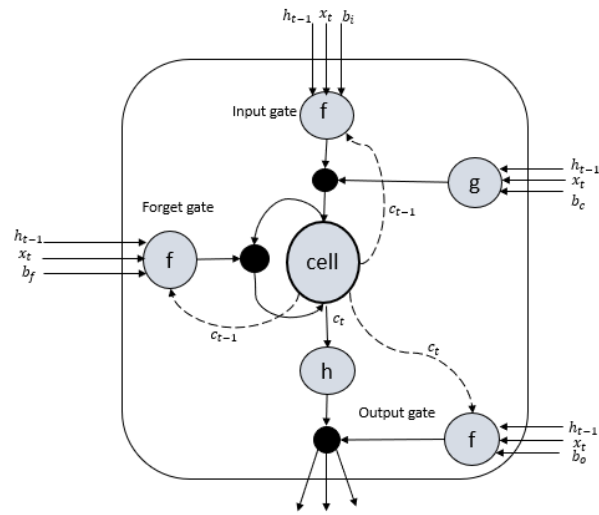 h_{t-1} x_t b_i
Input gate
f
g
h_{t-1}
x_t
b_c
c_{t-1}
Forget gate
h_{t-1}
x_t
b_f
f
cell
c_{t-1}
c_t
c_t
h
Output gate
f
h_{t-1}
x_t
b_o